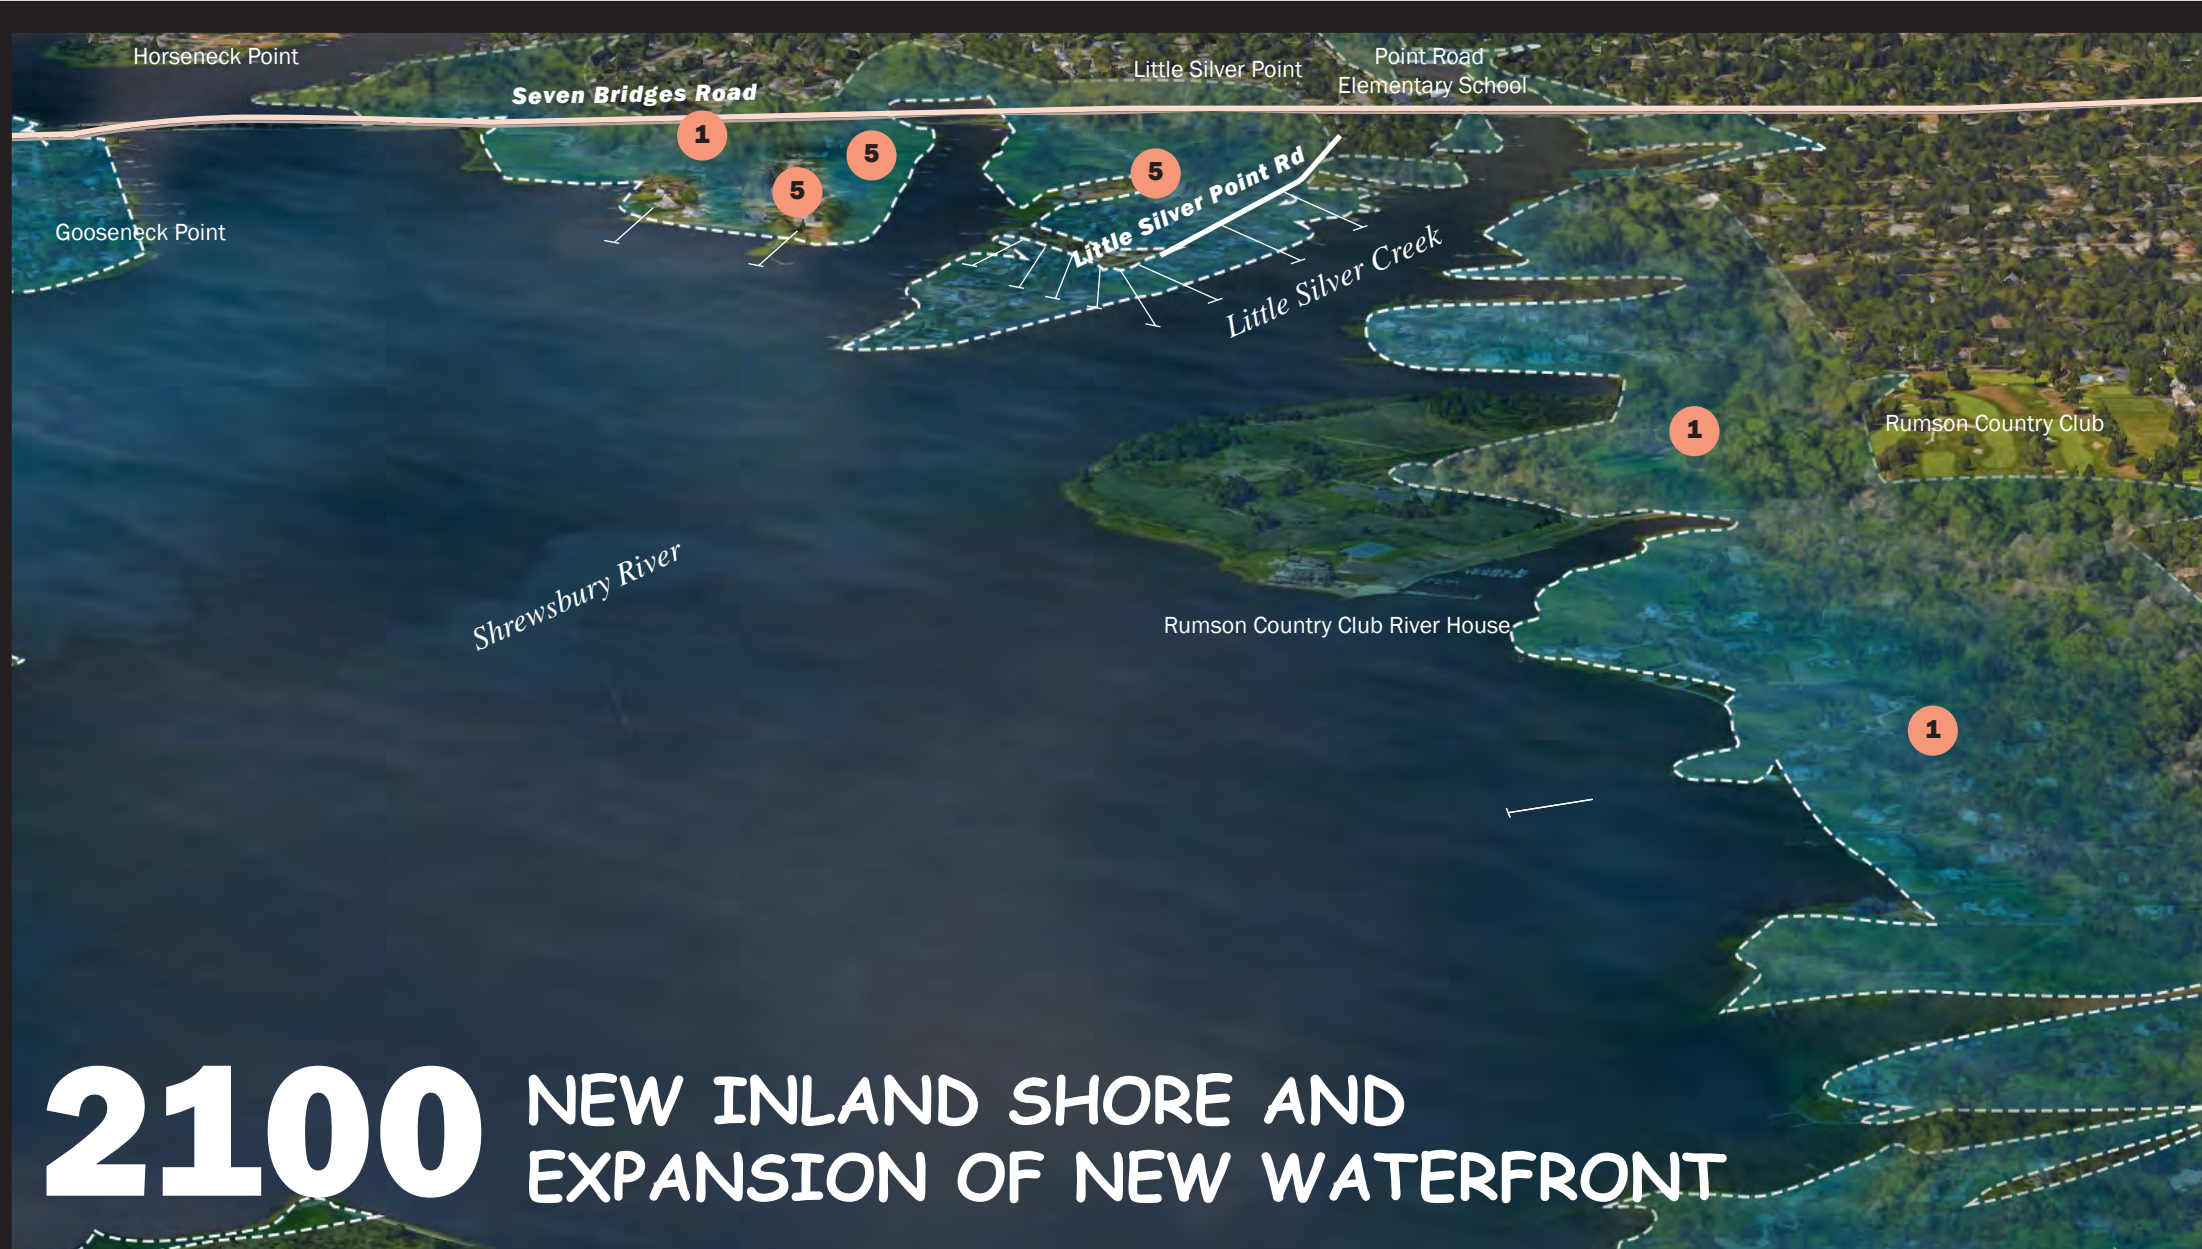 Horseneck Point
Little Silver Point
Point Road
Elementary School
Seven Bridges Road
1
5
5
5
Little Silver Point Rd
Gooseneck Point
Little Silver Creek
1
Rumson Country Club
Shrewsbury River
Rumson Country Club River House
1
2100
NEW INLAND SHORE AND
EXPANSION OF NEW WATERFRONT